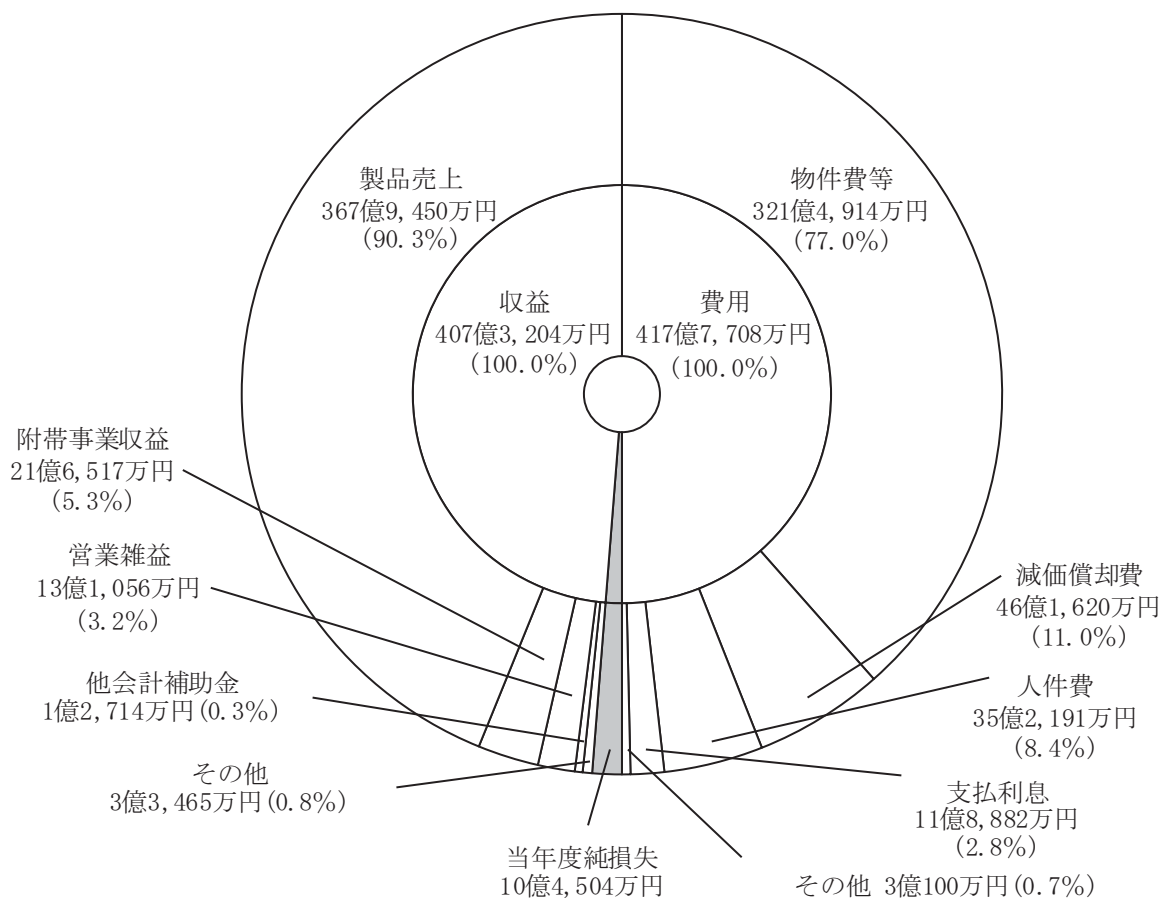 製品売上
367億9,450万円
(90.3%)
物件費等
321億4,914万円
(77.0%)
収益
407億3,204万円
(100.0%)
費用
417億7,708万円
(100.0%)
附帯事業収益
21億6,517万円
(5.3%)
営業雑益
13億1,056万円
(3.2%)
他会計補助金
1億2,714万円(0.3%)
その他
3億3,465万円(0.8%)
当年度純損失
10億4,504万円
減価償却費
46億1,620万円
(11.0%)
人件費
35億2,191万円
(8.4%)
支払利息
11億8,882万円
(2.8%)
その他 3億100万円(0.7%)